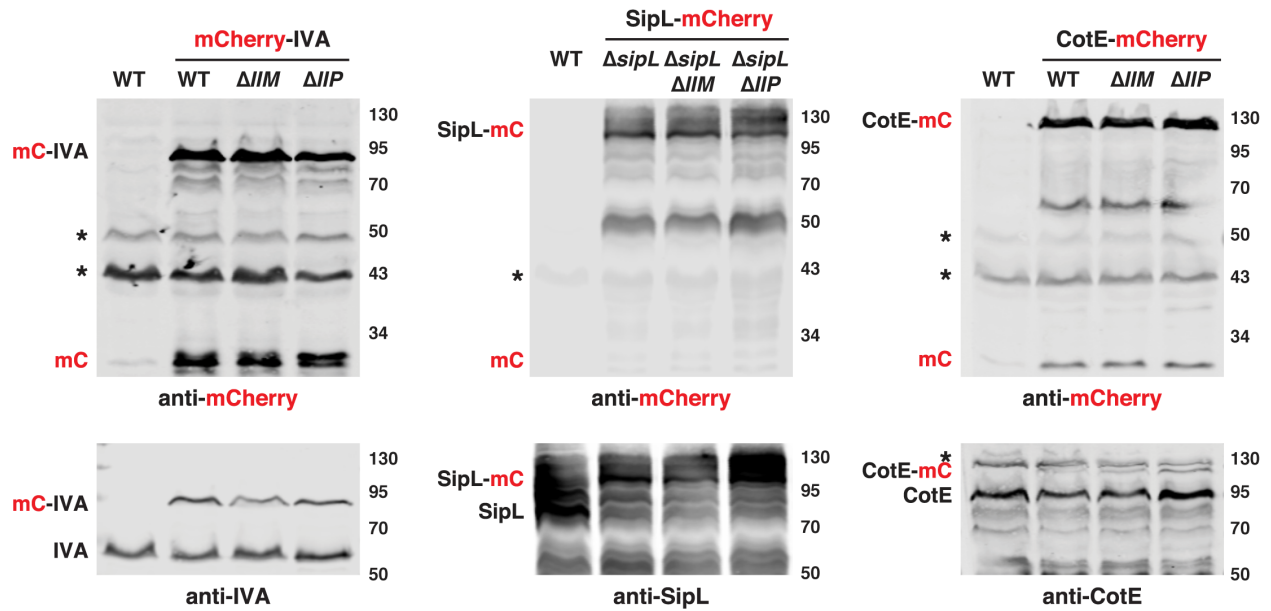 mCherry-IVA
WT WT ΔIIM ΔIIP
130
mC-IVA 95
70
* 50
* 43
34
mC
anti-mCherry
130
mC-IVA 95
70
IVA
50
anti-IVA
SipL-mCherry
WT ΔsipL ΔsipL ΔsipL
ΔIIM ΔIIP
SipL-mC 130
95
70
50
* 43
34
mC
anti-mCherry
SipL-mC 130
SipL 95
70
50
anti-SipL
CotE-mCherry
WT WT ΔIIM ΔIIP
CotE-mC 130
95
70
* 50
* 43
34
mC
anti-mCherry
* 130
CotE-mC
CotE 95
70
50
anti-CotE